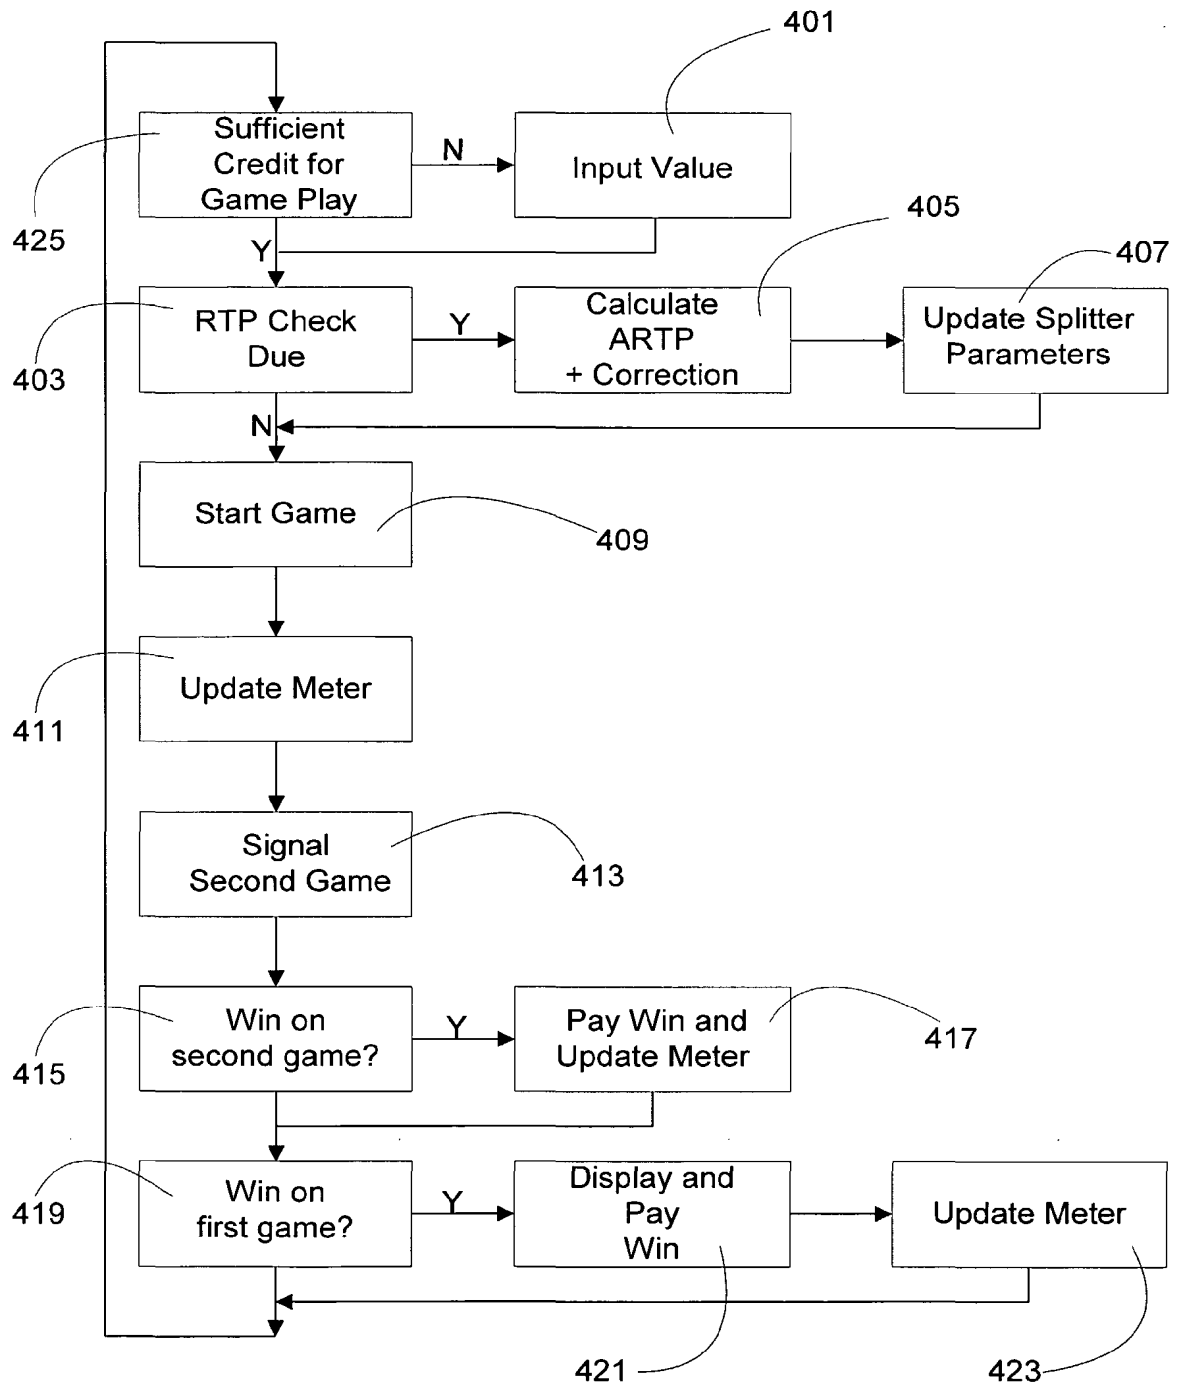 401
Sufficient
Credit for
Game Play
N
Input Value
425
Y
405
407
RTP Check
Due
Y
Calculate
ARTP
+ Correction
Update Splitter
Parameters
403
N
Start Game
409
Update Meter
411
Signal
Second Game
413
Win on
second game?
Y
Pay Win and
Update Meter
415
417
Win on
first game?
Y
Display and
Pay
Win
Update Meter
419
421
423